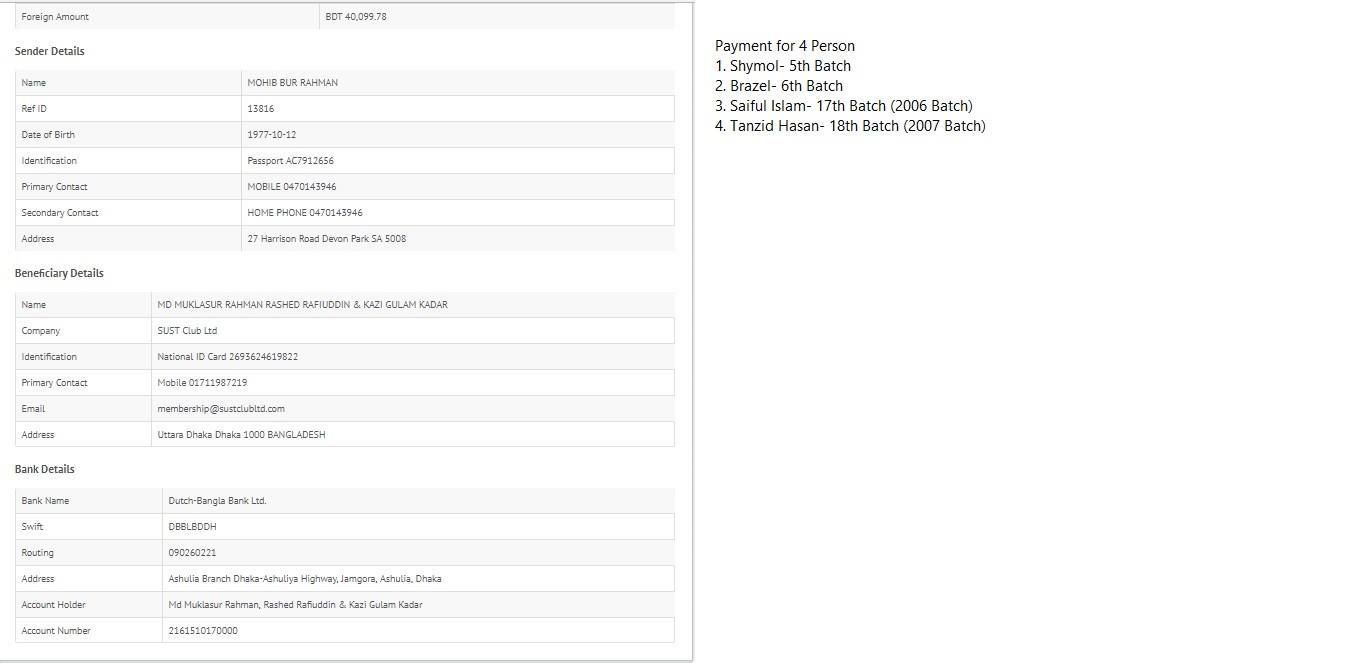 Foreign Amount BDT 40,099.78
Sender Details
Name MOHIB BUR RAHMAN
Ref ID 13816
Date of Birth 1977-10-12
Identification Passport AC7912656
Primary Contact MOBILE 0470143946
Secondary Contact HOME PHONE 0470143946
Address 27 Harrison Road Devon Park SA 5008
Beneficiary Details
Name MD MUKLASUR RAHMAN RASHED RAFIUDDIN & KAZI GULAM KADAR
Company SUST Club Ltd
Identification National ID Card 2693624619822
Primary Contact Mobile 01711987219
Email membership@sustclubltd.com
Address Uttara Dhaka Dhaka 1000 BANGLADESH
Bank Details
Bank Name Dutch-Bangla Bank Ltd.
Swift DBBLBDDH
Routing 090260221
Address Ashulia Branch Dhaka-Ashuliya Highway, Jamgora, Ashulia, Dhaka
Account Holder Md Muklasur Rahman, Rashed Rafiuddin & Kazi Gulam Kadar
Account Number 2161510170000
Payment for 4 Person
1. Shymol- 5th Batch
2. Brazel- 6th Batch
3. Saiful Islam- 17th Batch (2006 Batch)
4. Tanzid Hasan- 18th Batch (2007 Batch)